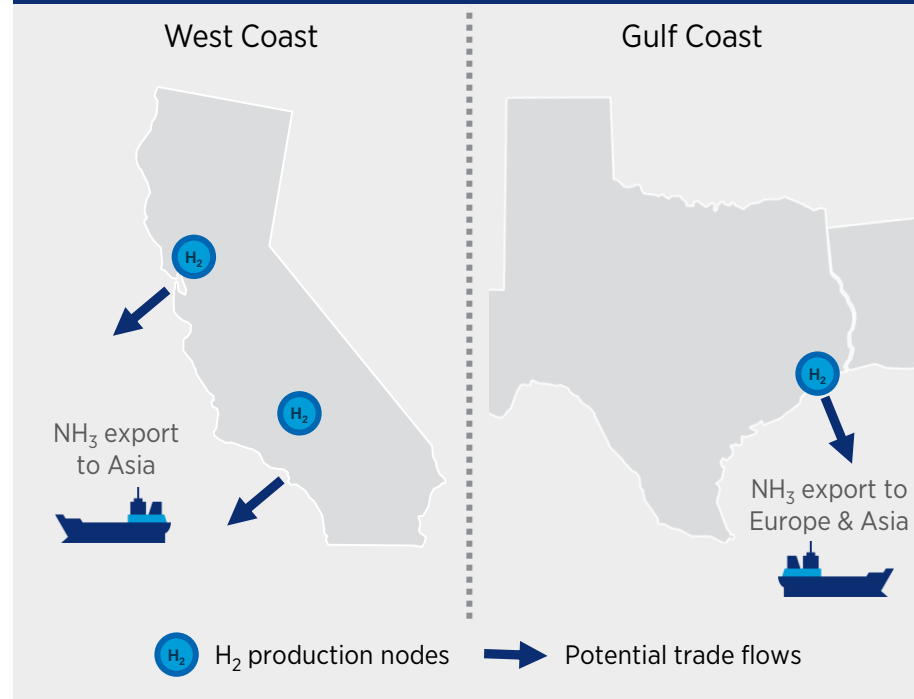 West Coast
Gulf Coast
H₂
H₂
H₂
NH₃ export
to Asia
NH₃ export to
Europe & Asia
H₂
H₂ production nodes
Potential trade flows